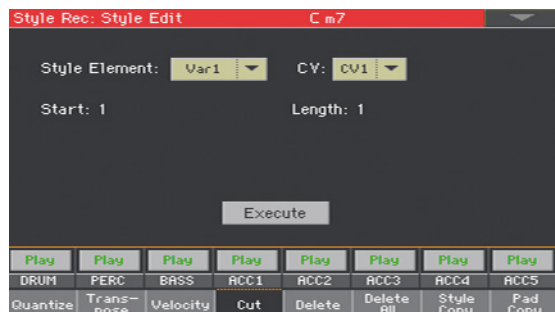 Style Rec: Style Edit C m7
Style Element: Var1 CV: CV1
Start: 1 Length: 1
Execute
Play Play Play Play Play Play Play Play
DRUM PERC BASS ACC1 ACC2 ACC3 ACC4 ACC5
Quantize Trans- pose Velocity Cut Delete Delete All Style Copy Pad Copy